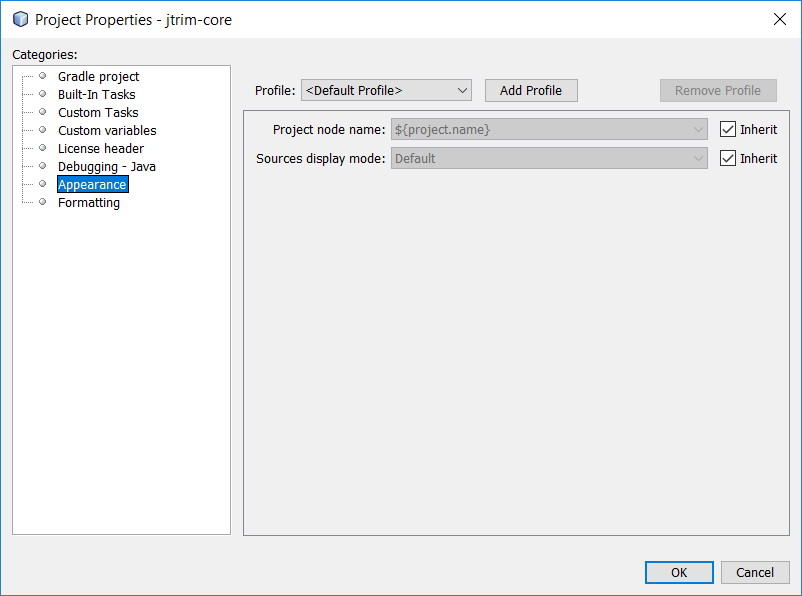 Project Properties - jtrim-core
Categories:
Gradle project
Built-In Tasks
Custom Tasks
Custom variables
License header
Debugging - Java
Appearance
Formatting
Profile: <Default Profile> Add Profile Remove Profile
Project node name: ${project.name} Inherit
Sources display mode: Default Inherit
OK Cancel